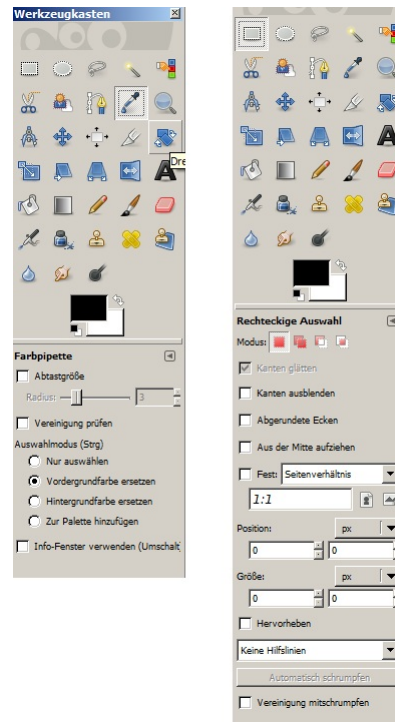 Werkzeugkasten
Dre
Farbpipette
Abtastgröße
Radius:
3
Vereinigung prüfen
Auswahlmodus (Strg)
Nur auswählen
Vordergrundfarbe ersetzen
Hintergrundfarbe ersetzen
Zur Palette hinzufügen
Info-Fenster verwenden (Umschalt
Rechteckige Auswahl
Modus:
Kanten glätten
Kanten ausblenden
Abgerundete Ecken
Aus der Mitte aufziehen
Fest: Seitenverhältnis
1:1
Position: px
0 0
Größe: px
0 0
Hervorheben
Keine Hilfslinien
Automatisch schrumpfen
Vereinigung mitschrumpfen